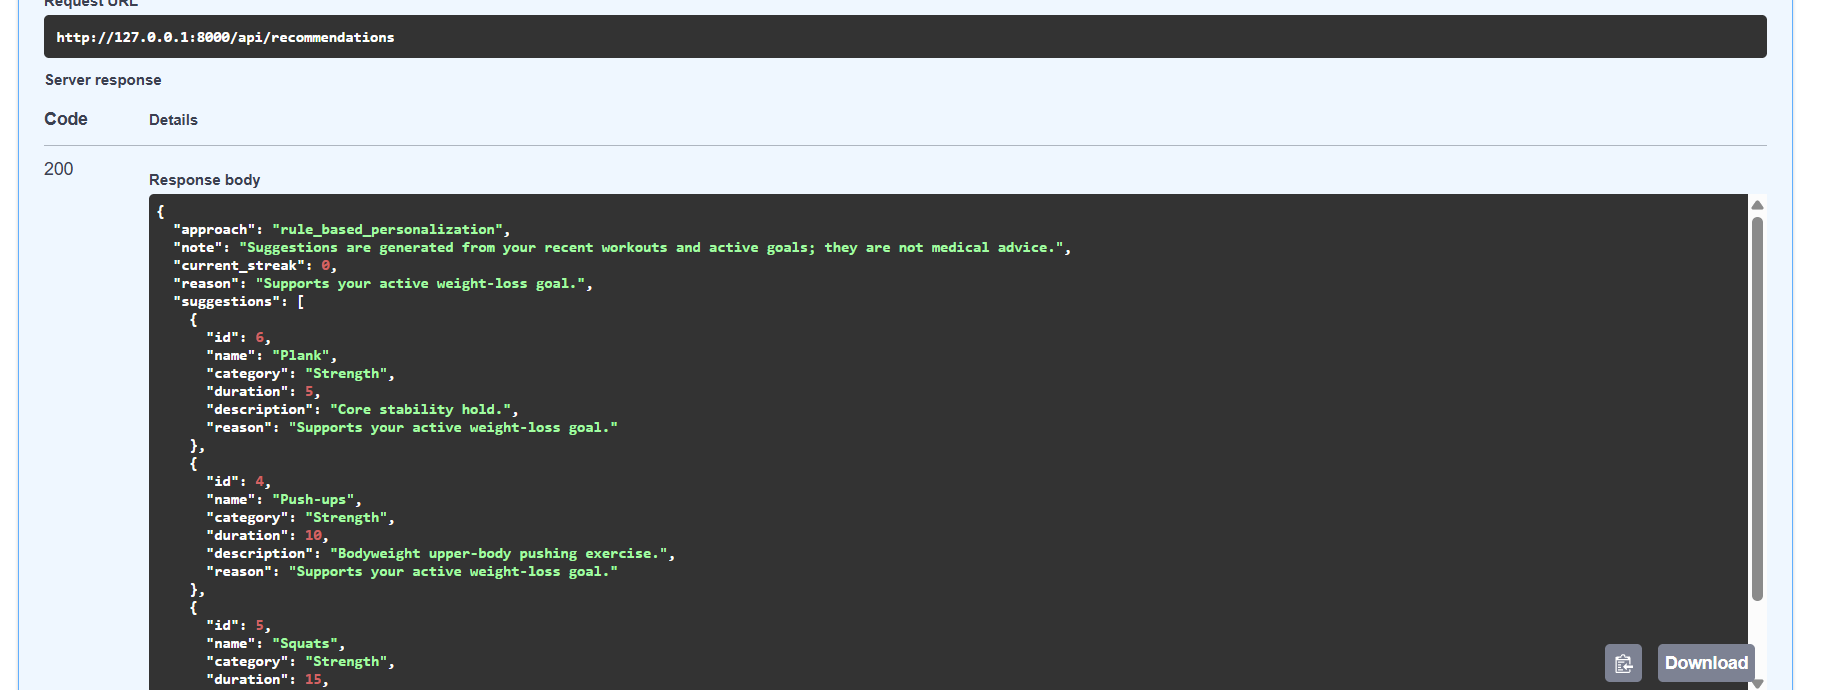 Request URL
http://127.0.0.1:8000/api/recommendations
Server response
Code Details
200
Response body
{
  "approach": "rule_based_personalization",
  "note": "Suggestions are generated from your recent workouts and active goals; they are not medical advice.",
  "current_streak": 0,
  "reason": "Supports your active weight-loss goal.",
  "suggestions": [
    {
      "id": 6,
      "name": "Plank",
      "category": "Strength",
      "duration": 5,
      "description": "Core stability hold.",
      "reason": "Supports your active weight-loss goal."
    },
    {
      "id": 4,
      "name": "Push-ups",
      "category": "Strength",
      "duration": 10,
      "description": "Bodyweight upper-body pushing exercise.",
      "reason": "Supports your active weight-loss goal."
    },
    {
      "id": 5,
      "name": "Squats",
      "category": "Strength",
      "duration": 15,
Download